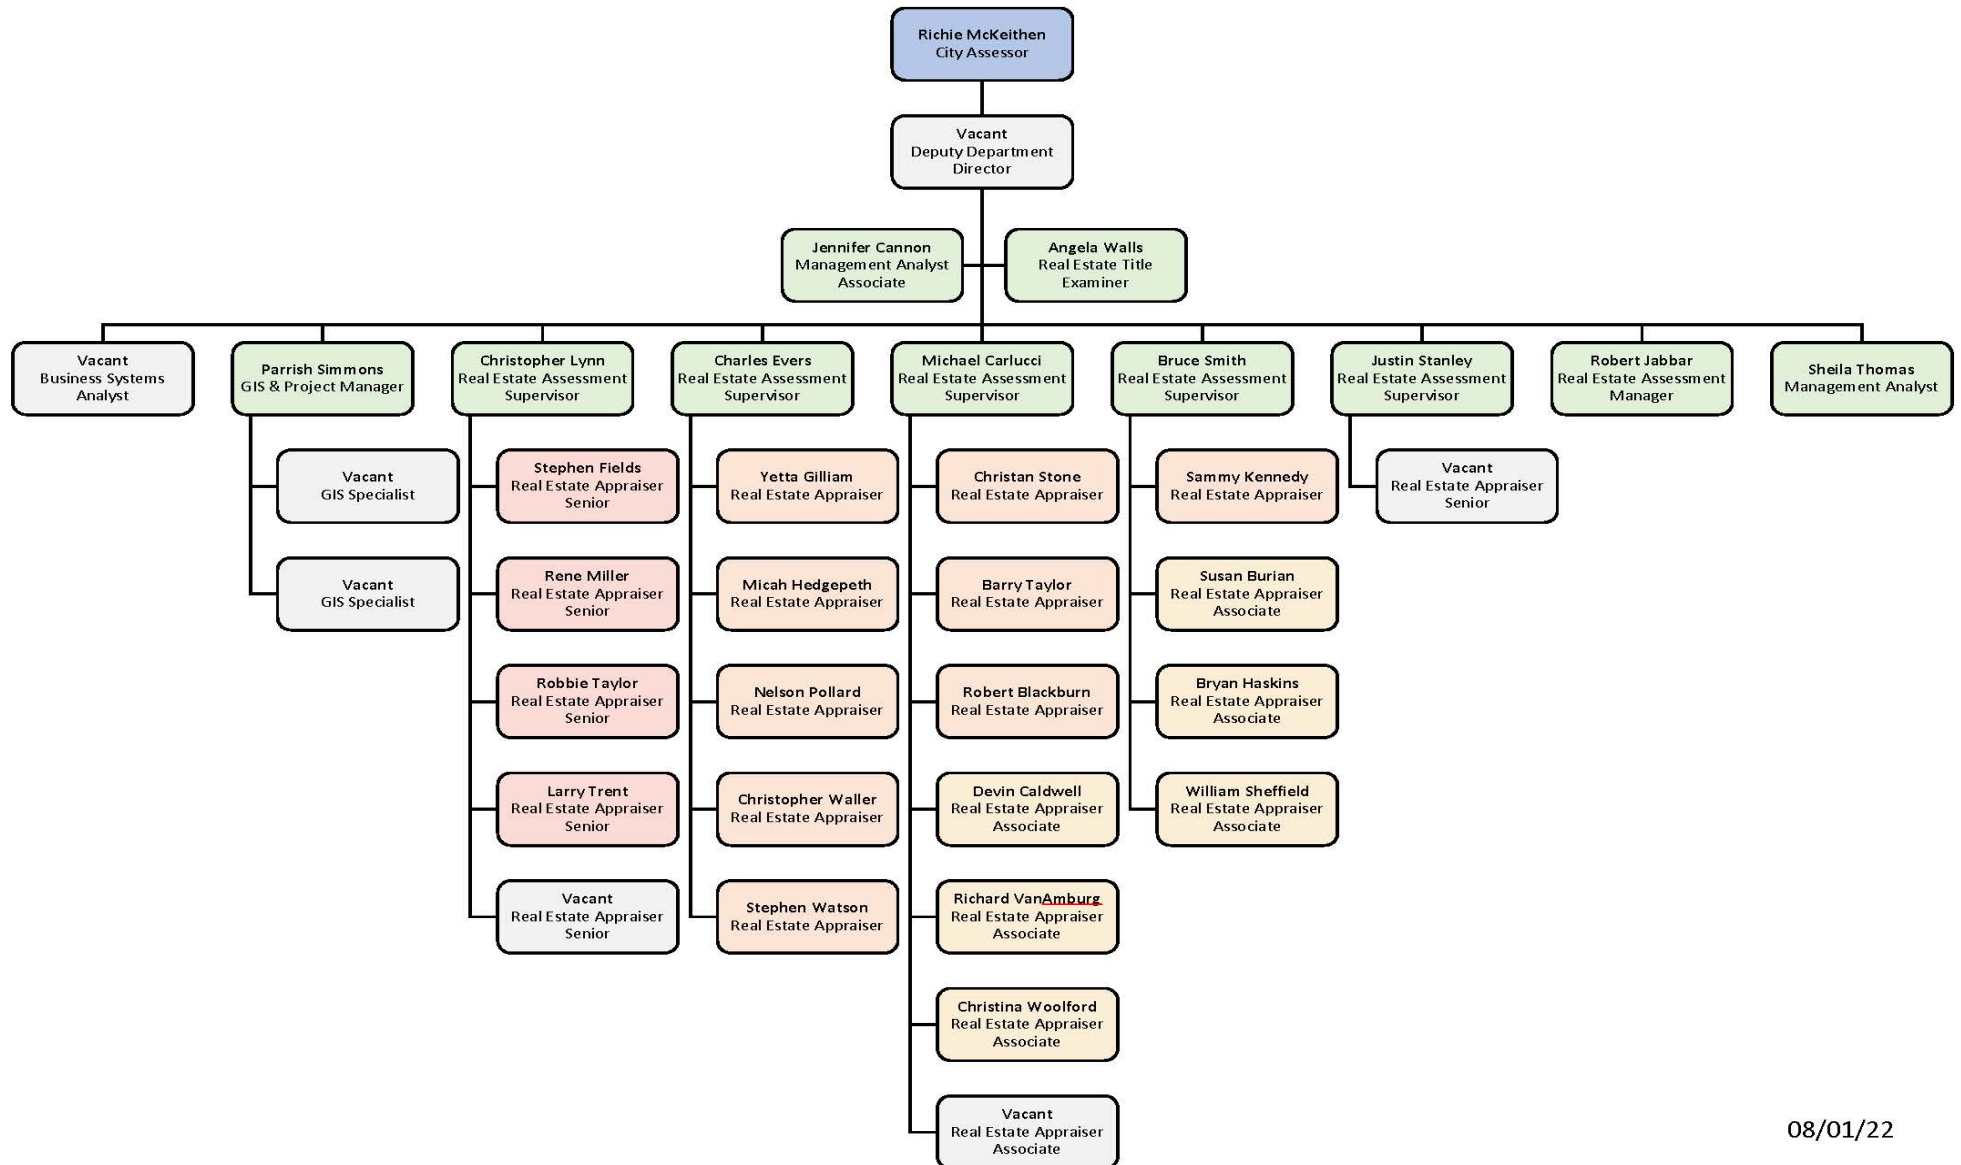 Richie McKeithen
City Assessor
Vacant
Deputy Department
Director
Jennifer Cannon
Management Analyst
Associate
Angela Walls
Real Estate Title
Examiner
Vacant
Business Systems
Analyst
Parrish Simmons
GIS & Project Manager
Christopher Lynn
Real Estate Assessment
Supervisor
Charles Evers
Real Estate Assessment
Supervisor
Michael Carlucci
Real Estate Assessment
Supervisor
Bruce Smith
Real Estate Assessment
Supervisor
Justin Stanley
Real Estate Assessment
Supervisor
Robert Jabbar
Real Estate Assessment
Manager
Sheila Thomas
Management Analyst
Vacant
GIS Specialist
Vacant
GIS Specialist
Stephen Fields
Real Estate Appraiser
Senior
Rene Miller
Real Estate Appraiser
Senior
Robbie Taylor
Real Estate Appraiser
Senior
Larry Trent
Real Estate Appraiser
Senior
Vacant
Real Estate Appraiser
Senior
Yetta Gilliam
Real Estate Appraiser
Micah Hedgepeth
Real Estate Appraiser
Nelson Pollard
Real Estate Appraiser
Christopher Waller
Real Estate Appraiser
Stephen Watson
Real Estate Appraiser
Christan Stone
Real Estate Appraiser
Barry Taylor
Real Estate Appraiser
Robert Blackburn
Real Estate Appraiser
Devin Caldwell
Real Estate Appraiser
Associate
Richard VanAmburg
Real Estate Appraiser
Associate
Christina Woolford
Real Estate Appraiser
Associate
Vacant
Real Estate Appraiser
Associate
Sammy Kennedy
Real Estate Appraiser
Susan Burian
Real Estate Appraiser
Associate
Bryan Haskins
Real Estate Appraiser
Associate
William Sheffield
Real Estate Appraiser
Associate
Vacant
Real Estate Appraiser
Senior
08/01/22